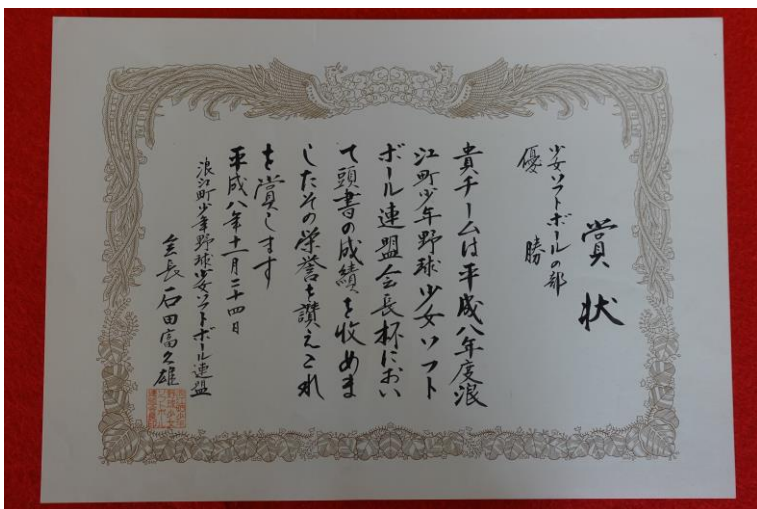 賞状
少女ソフトボールの部
優勝
貴チームは平成八年度浪
江町少年野球少女ソフト
ボール連盟会長杯におい
て頭書の成績を收めま
したその栄誉を讃えこれ
を賞します
平成八年十一月二十四日
浪江町少年野球少女ソフトボール連盟
会長 石田富久雄